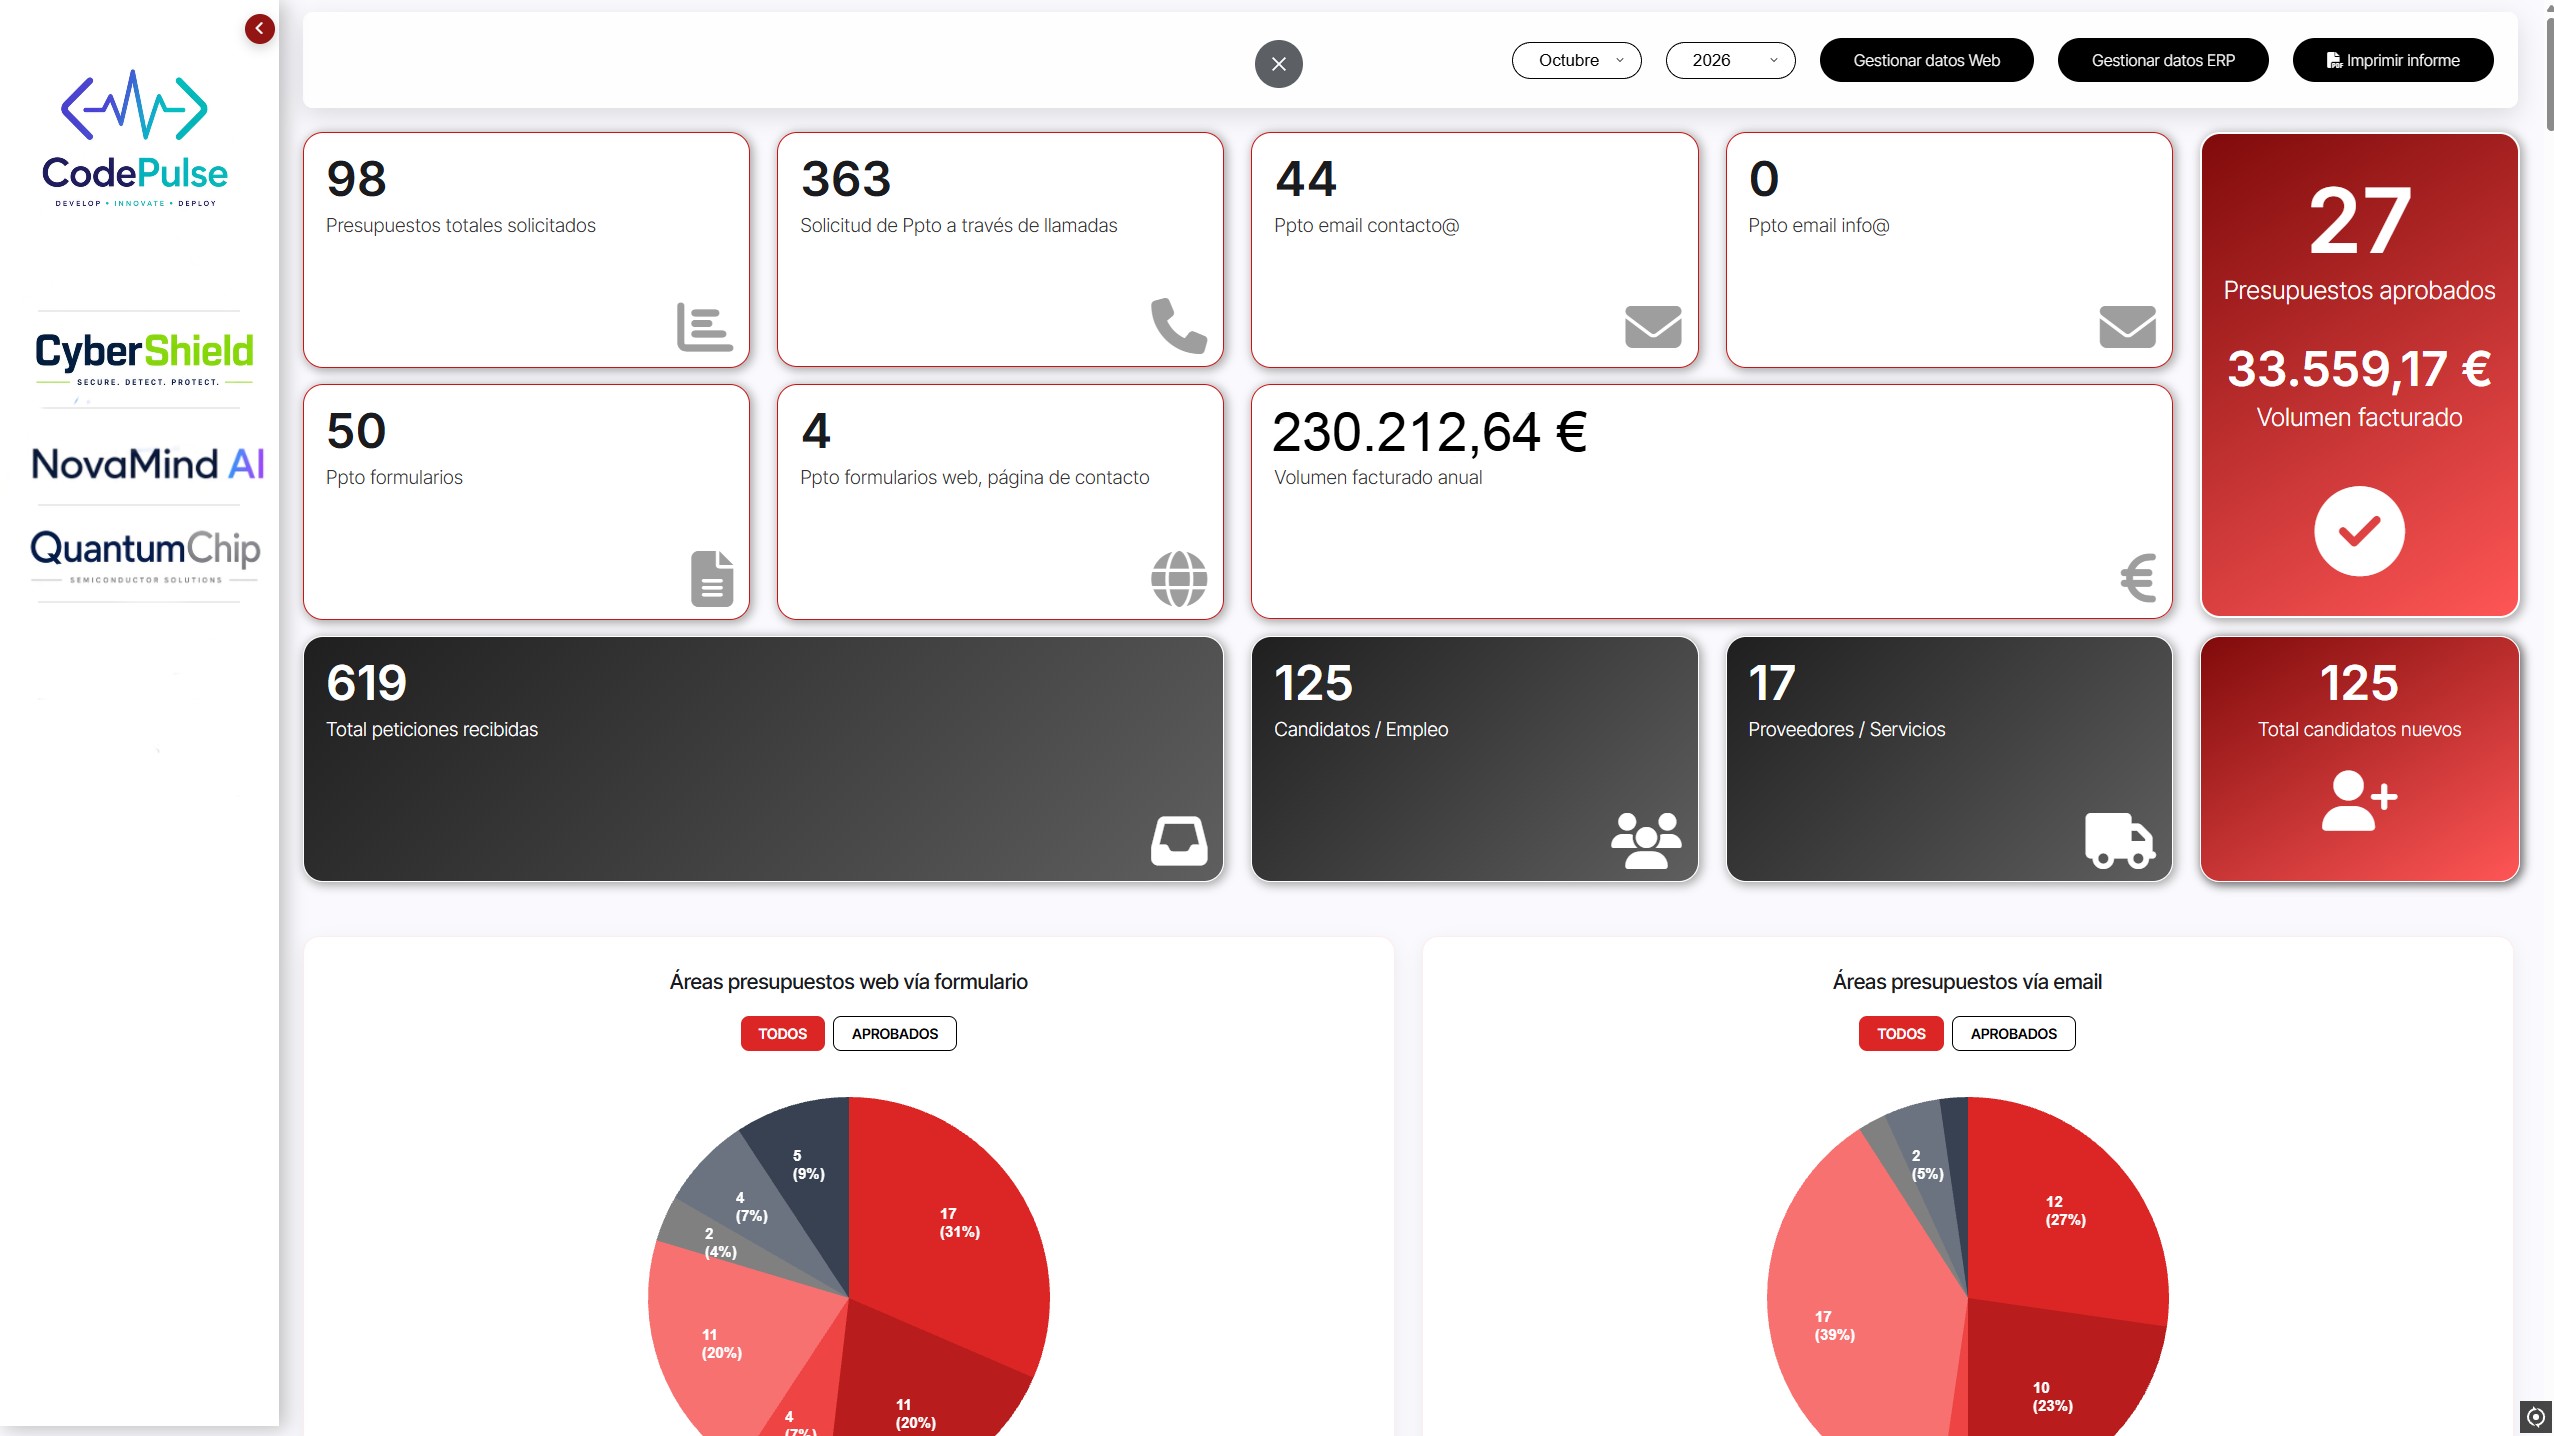 CodePulse
DEVELOP • INNOVATE • DEPLOY
CyberShield
SECURE. DETECT. PROTECT.
NovaMind AI
QuantumChip
SEMICONDUCTOR SOLUTIONS
Octubre
2026
Gestionar datos Web
Gestionar datos ERP
Imprimir informe
98
Presupuestos totales solicitados
363
Solicitud de Ppto a través de llamadas
44
Ppto email contacto@
0
Ppto email info@
27
Presupuestos aprobados
33.559,17 €
Volumen facturado
50
Ppto formularios
4
Ppto formularios web, página de contacto
230.212,64 €
Volumen facturado anual
619
Total peticiones recibidas
125
Candidatos / Empleo
17
Proveedores / Servicios
125
Total candidatos nuevos
Áreas presupuestos web vía formulario
TODOS
APROBADOS
5
(9%)
4
(7%)
2
(4%)
17
(31%)
11
(20%)
11
(20%)
4
(7%)
Áreas presupuestos vía email
TODOS
APROBADOS
2
(5%)
12
(27%)
17
(39%)
10
(23%)